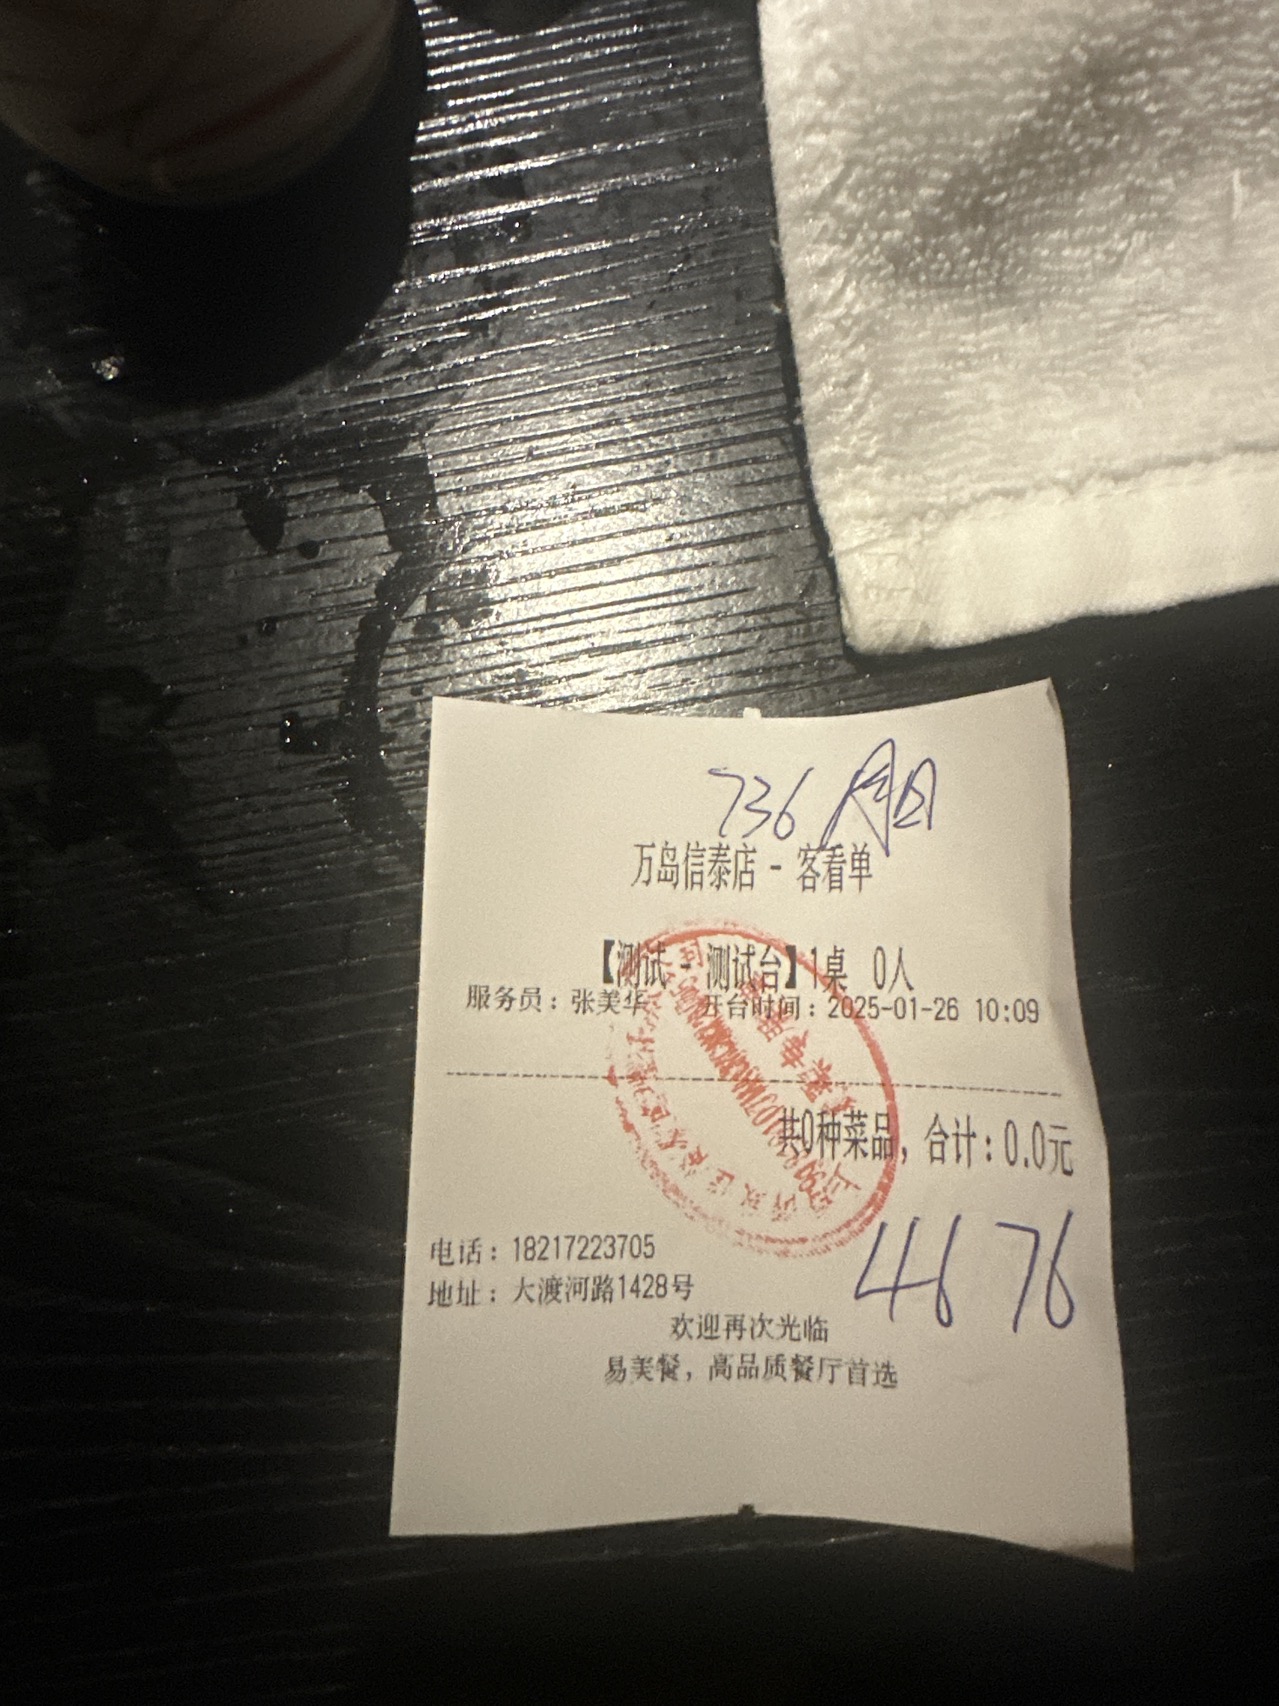 736
万岛信泰店 - 客看单
【测试 - 测试台】1桌 0人
服务员：张美华 开台时间：2025-01-26 10:09
共0种菜品，合计：0.0元
4676
电话：18217223705
地址：大渡河路1428号
欢迎再次光临
易美餐，高品质餐厅首选